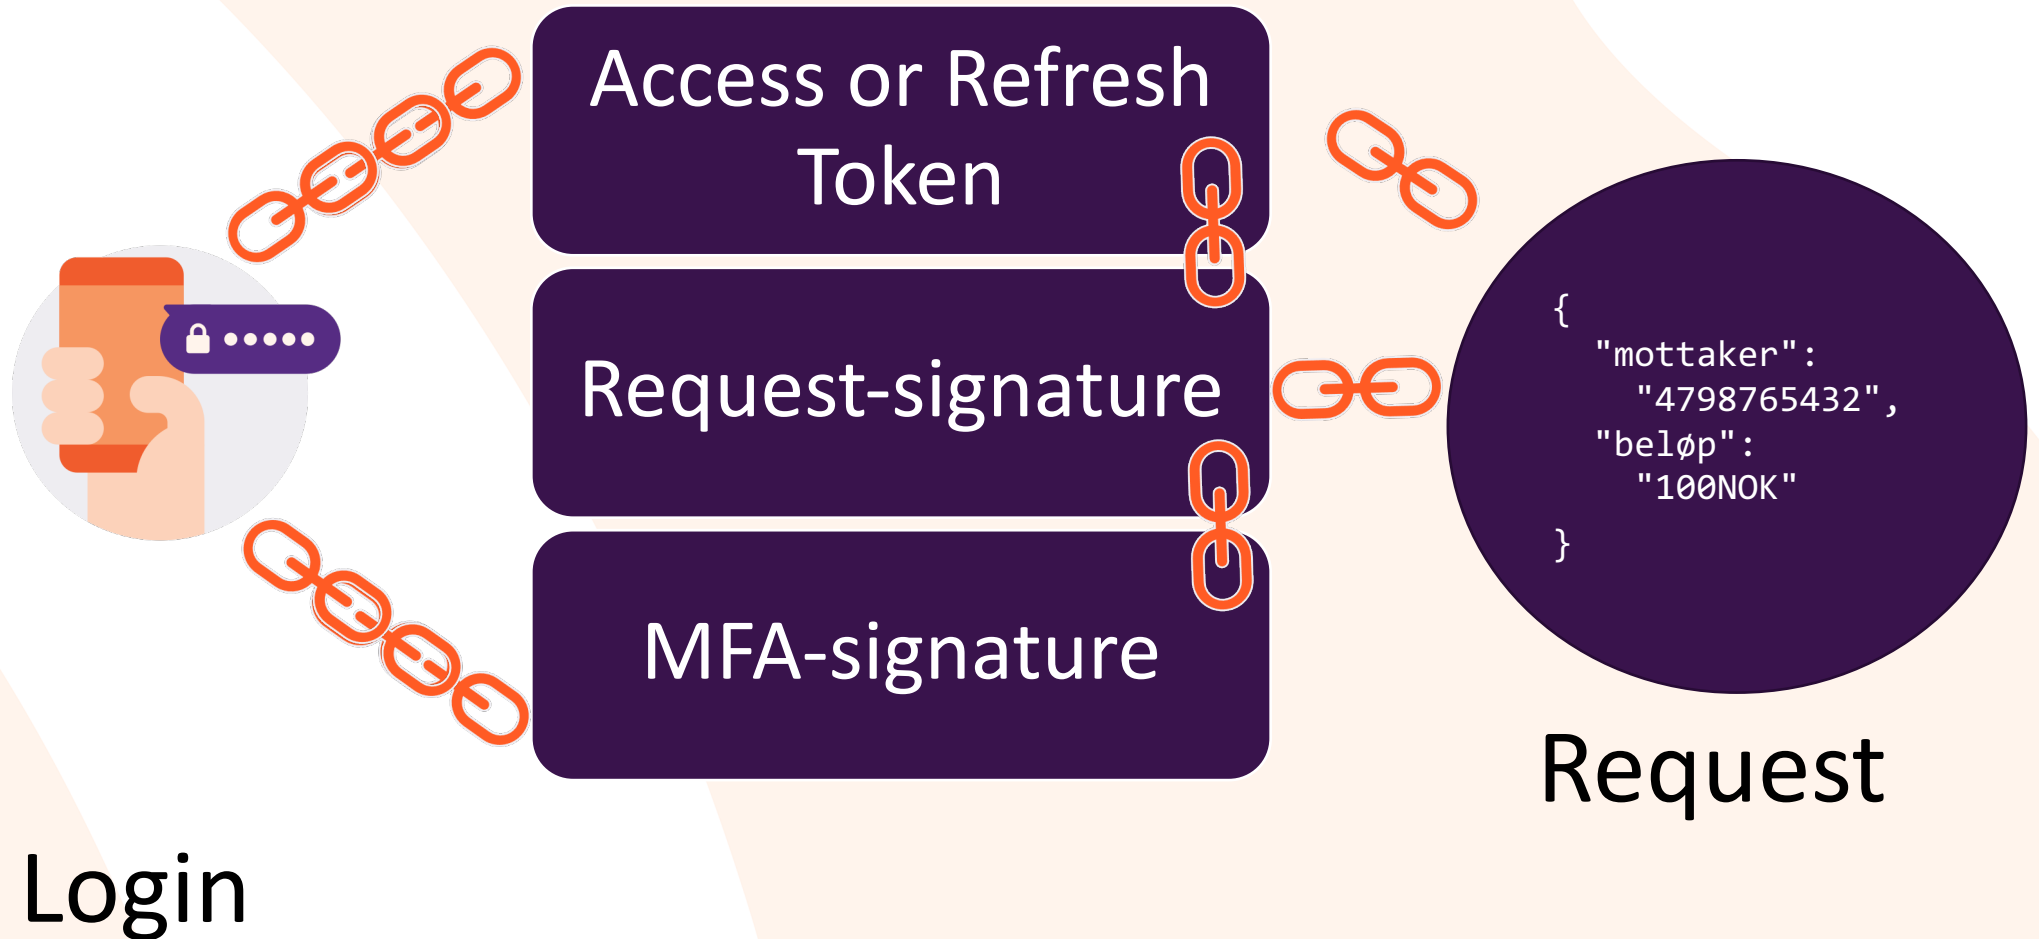 Access or Refresh
Token
Request-signature
MFA-signature
{
"mottaker":
"4798765432",
"beløp":
"100NOK"
}
Request
Login